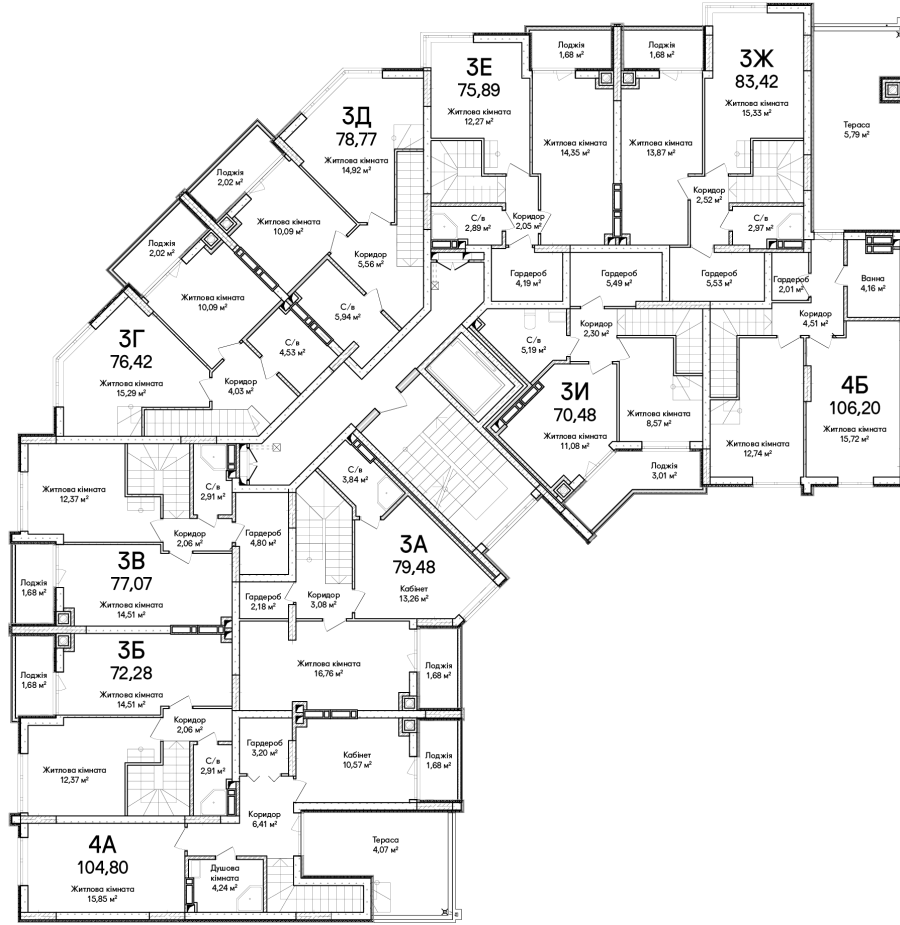 3Е
75,89
Житлова кімната
12,27 м²
Лоджія
1,68 м²
Лоджія
1,68 м²
3Ж
83,42
Житлова кімната
15,33 м²
Тераса
5,79 м²
3Д
78,77
Житлова кімната
14,92 м²
Житлова кімната
14,35 м²
Житлова кімната
13,87 м²
Лоджія
2,02 м²
Коридор
2,52 м²
Житлова кімната
10,09 м²
С/в
2,89 м²
Коридор
2,05 м²
С/в
2,97 м²
Лоджія
2,02 м²
Коридор
5,56 м²
Гардероб
4,19 м²
Гардероб
5,49 м²
Гардероб
5,53 м²
Гардероб
2,01 м²
Ванна
4,16 м²
Житлова кімната
10,09 м²
С/в
5,94 м²
Коридор
4,51 м²
3Г
76,42
Житлова кімната
15,29 м²
С/в
4,53 м²
С/в
5,19 м²
Коридор
2,30 м²
Коридор
4,03 м²
3И
70,48
Житлова кімната
11,08 м²
4Б
106,20
Житлова кімната
15,72 м²
8,57 м²
Житлова кімната
Житлова кімната
12,74 м²
Лоджія
3,01 м²
Житлова кімната
12,37 м²
С/в
2,91 м²
С/в
3,84 м²
Коридор
2,06 м²
Гардероб
4,80 м²
3А
79,48
Кабінет
13,26 м²
3В
77,07
Житлова кімната
14,51 м²
Лоджія
1,68 м²
Гардероб
2,18 м²
Коридор
3,08 м²
3Б
72,28
Житлова кімната
14,51 м²
Лоджія
1,68 м²
Житлова кімната
16,76 м²
Лоджія
1,68 м²
Коридор
2,06 м²
Житлова кімната
12,37 м²
С/в
2,91 м²
Гардероб
3,20 м²
Кабінет
10,57 м²
Лоджія
1,68 м²
Коридор
6,41 м²
4А
104,80
Житлова кімната
15,85 м²
Душова
кімната
4,24 м²
Тераса
4,07 м²